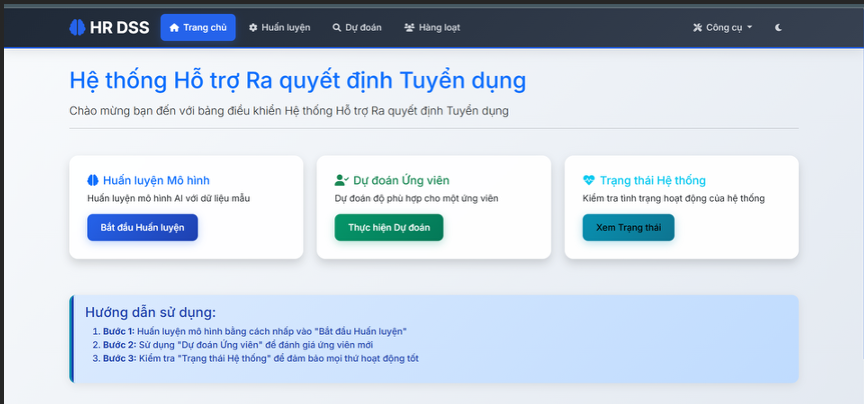 HR DSS Trang chủ Huấn luyện Dự đoán Hàng loạt Công cụ
Hệ thống Hỗ trợ Ra quyết định Tuyển dụng
Chào mừng bạn đến với bảng điều khiển Hệ thống Hỗ trợ Ra quyết định Tuyển dụng
Huấn luyện Mô hình
Huấn luyện mô hình AI với dữ liệu mẫu
Bắt đầu Huấn luyện
Dự đoán Ứng viên
Dự đoán độ phù hợp cho một ứng viên
Thực hiện Dự đoán
Trạng thái Hệ thống
Kiểm tra tình trạng hoạt động của hệ thống
Xem Trạng thái
Hướng dẫn sử dụng:
1. Bước 1: Huấn luyện mô hình bằng cách nhấp vào "Bắt đầu Huấn luyện"
2. Bước 2: Sử dụng "Dự đoán Ứng viên" để đánh giá ứng viên mới
3. Bước 3: Kiểm tra "Trạng thái Hệ thống" để đảm bảo mọi thứ hoạt động tốt